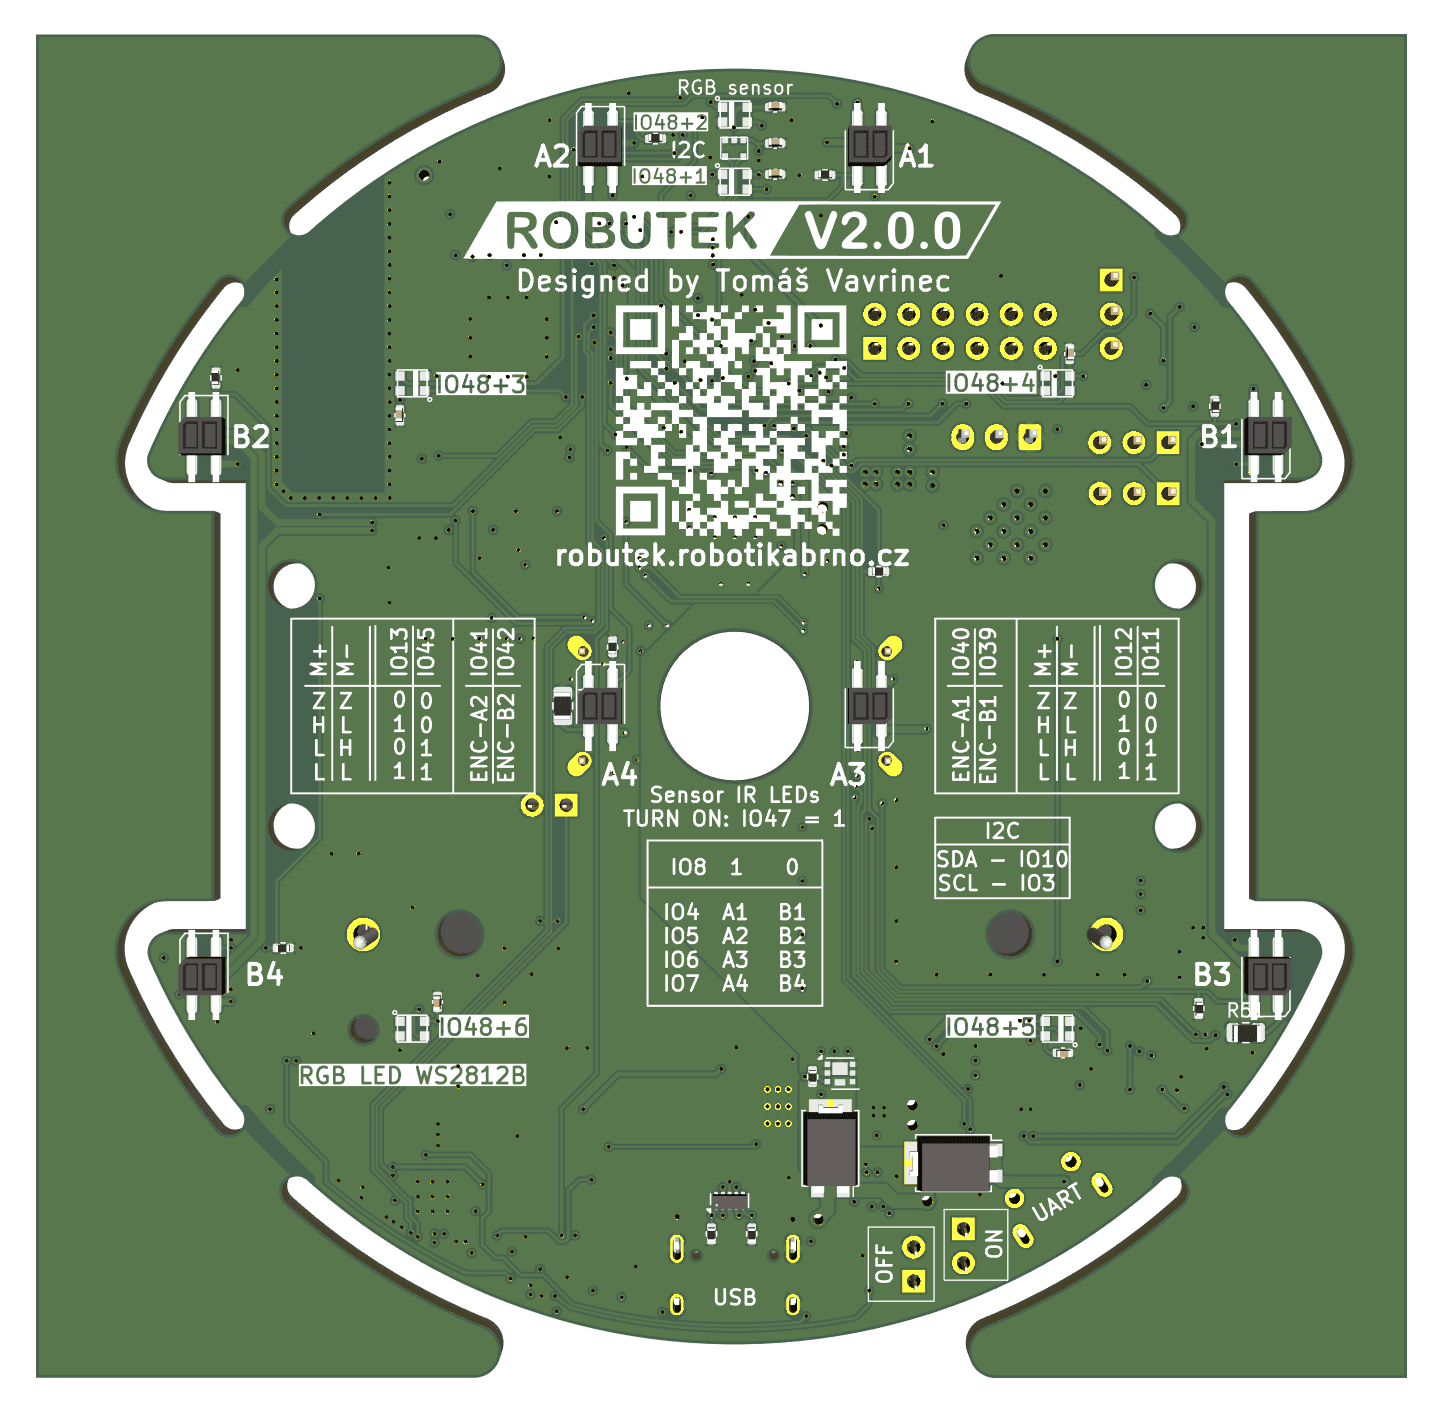 RGB sensor
IO48+2
A2
I2C
A1
IO48+1
ROBUTEK V2.0.0
Designed by Tomáš Vavrinec
IO48+3
IO48+4
B2
B1
robutek.robotikabrno.cz
M+ M- IO13 IO45 IO41 IO42
Z Z 0 0
H L 1 0
L H 0 1
L L 1 1
ENC-A2 ENC-B2
IO40 IO39 M+ M- IO12 IO11
ENC-A1 ENC-B1
Z Z 0 0
H L 1 0
L H 0 1
L L 1 1
A4
A3
Sensor IR LEDs
TURN ON: IO47 = 1
I2C
SDA - IO10
SCL - IO3
IO8 1 0
IO4 A1 B1
IO5 A2 B2
IO6 A3 B3
IO7 A4 B4
B4
B3
IO48+6
IO48+5
RGB LED WS2812B
UART
OFF
ON
USB